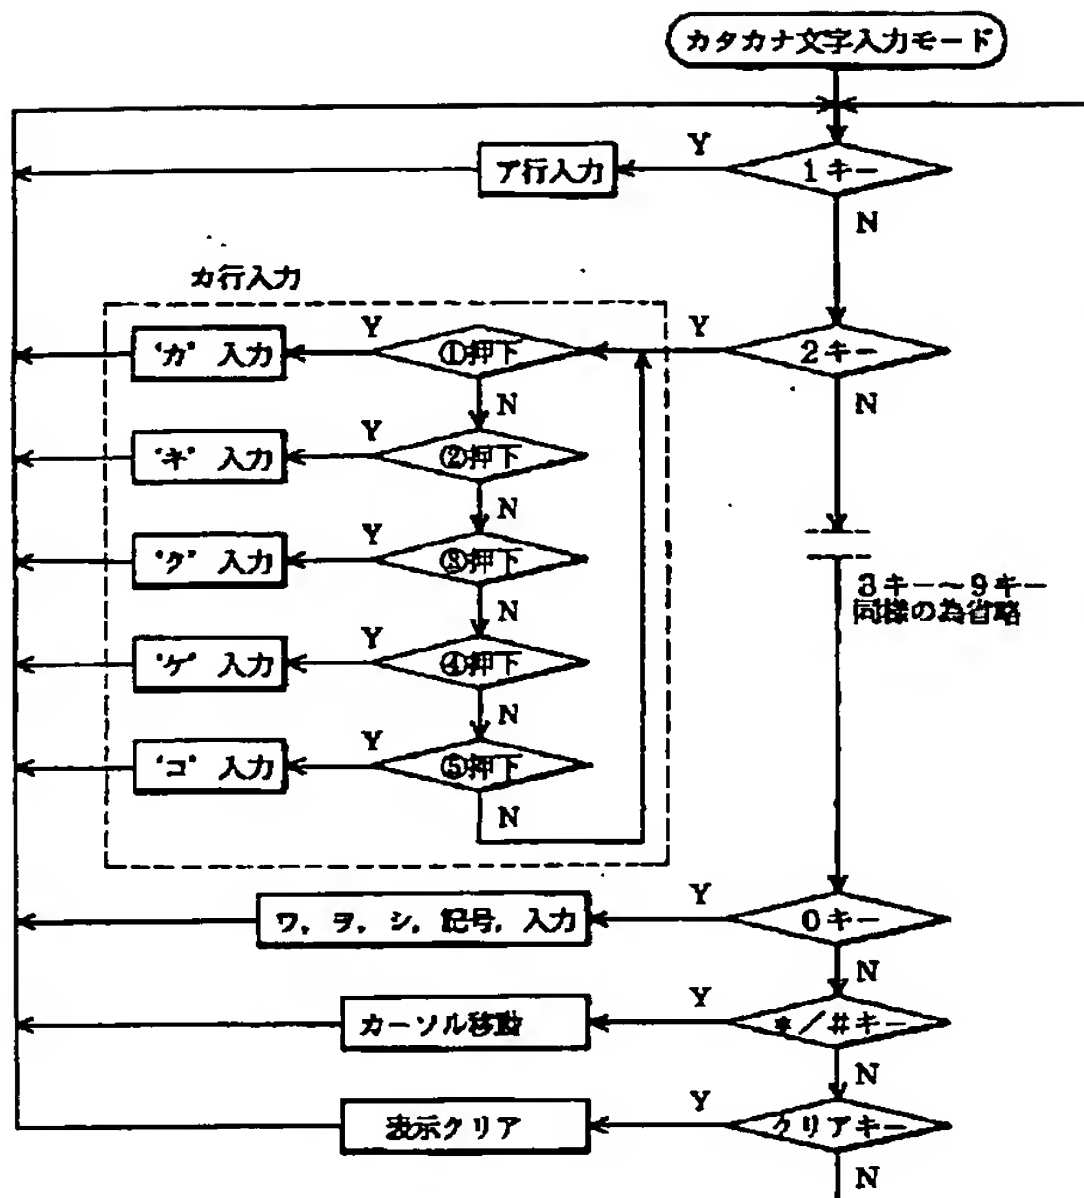 カタカナ文字入力モード
Y
ア行入力
1キー
N
カ行入力
Y
Y
'カ' 入力
①押下
2キー
N
N
Y
'キ' 入力
②押下
N
Y
'ク' 入力
③押下
3キー～9キー
同様の為省略
N
Y
'ケ' 入力
④押下
N
Y
'コ' 入力
⑤押下
N
Y
ワ, ヲ, ン, 記号, 入力
0キー
N
Y
カーソル移動
*/#キー
N
Y
表示クリア
クリアキー
N